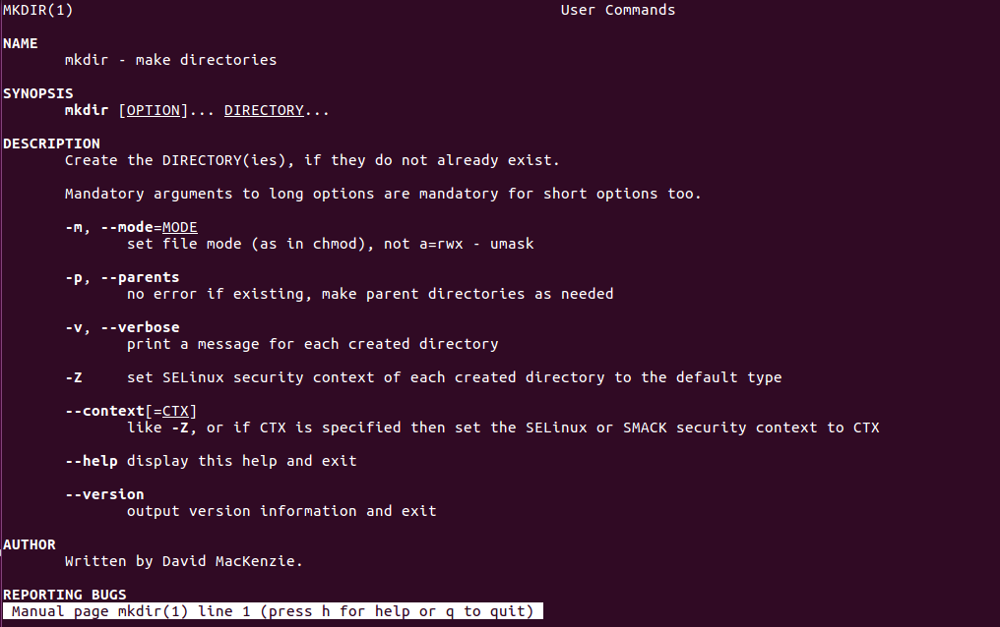 MKDIR(1) User Commands
NAME
mkdir - make directories
SYNOPSIS
mkdir [OPTION]... DIRECTORY...
DESCRIPTION
Create the DIRECTORY(ies), if they do not already exist.
Mandatory arguments to long options are mandatory for short options too.
-m, --mode=MODE
set file mode (as in chmod), not a=rwx - umask
-p, --parents
no error if existing, make parent directories as needed
-v, --verbose
print a message for each created directory
-Z set SELinux security context of each created directory to the default type
--context[=CTX]
like -Z, or if CTX is specified then set the SELinux or SMACK security context to CTX
--help display this help and exit
--version
output version information and exit
AUTHOR
Written by David MacKenzie.
REPORTING BUGS
Manual page mkdir(1) line 1 (press h for help or q to quit)